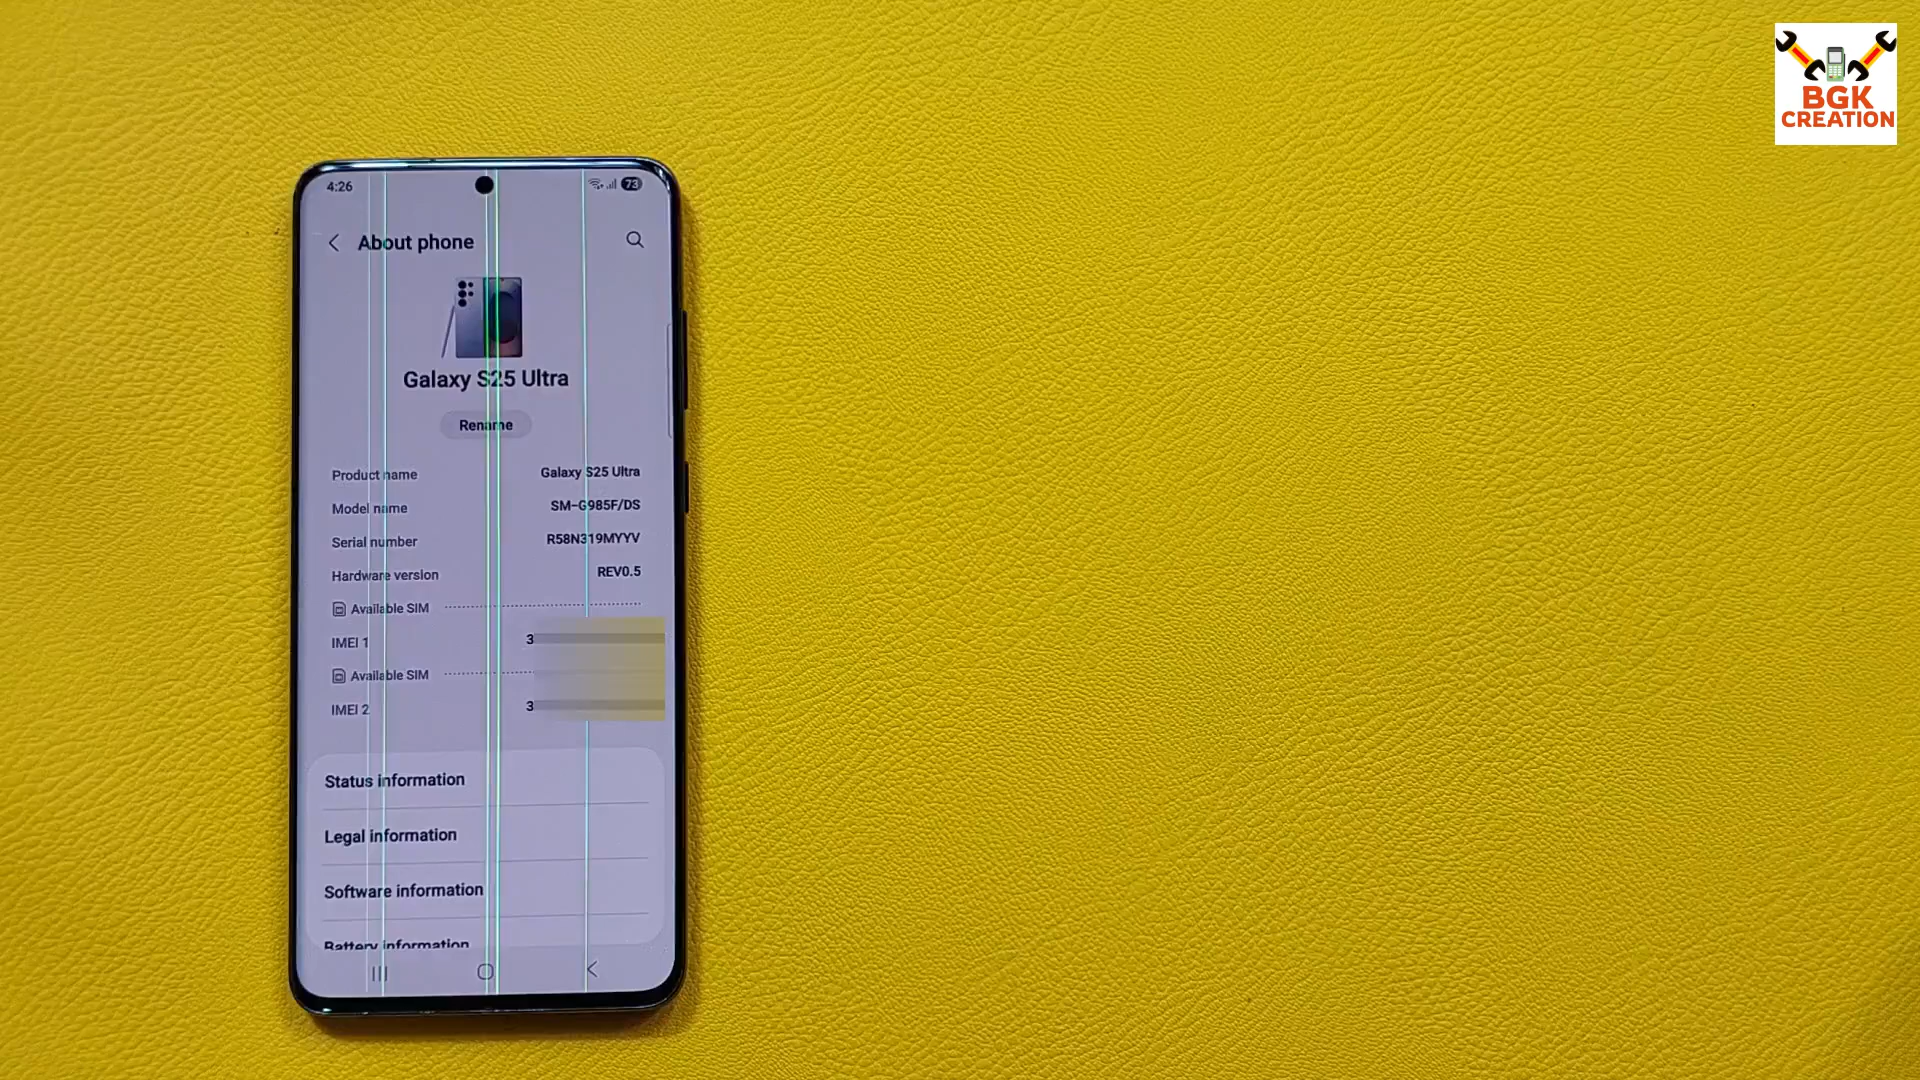 BGK
CREATION
4:26
73
About phone
Galaxy S25 Ultra
Rename
Product name Galaxy S25 Ultra
Model name SM-G985F/DS
Serial number R58N319MYYV
Hardware version REV0.5
Available SIM
IMEI 1 3
Available SIM
IMEI 2 3
Status information
Legal information
Software information
Battery information